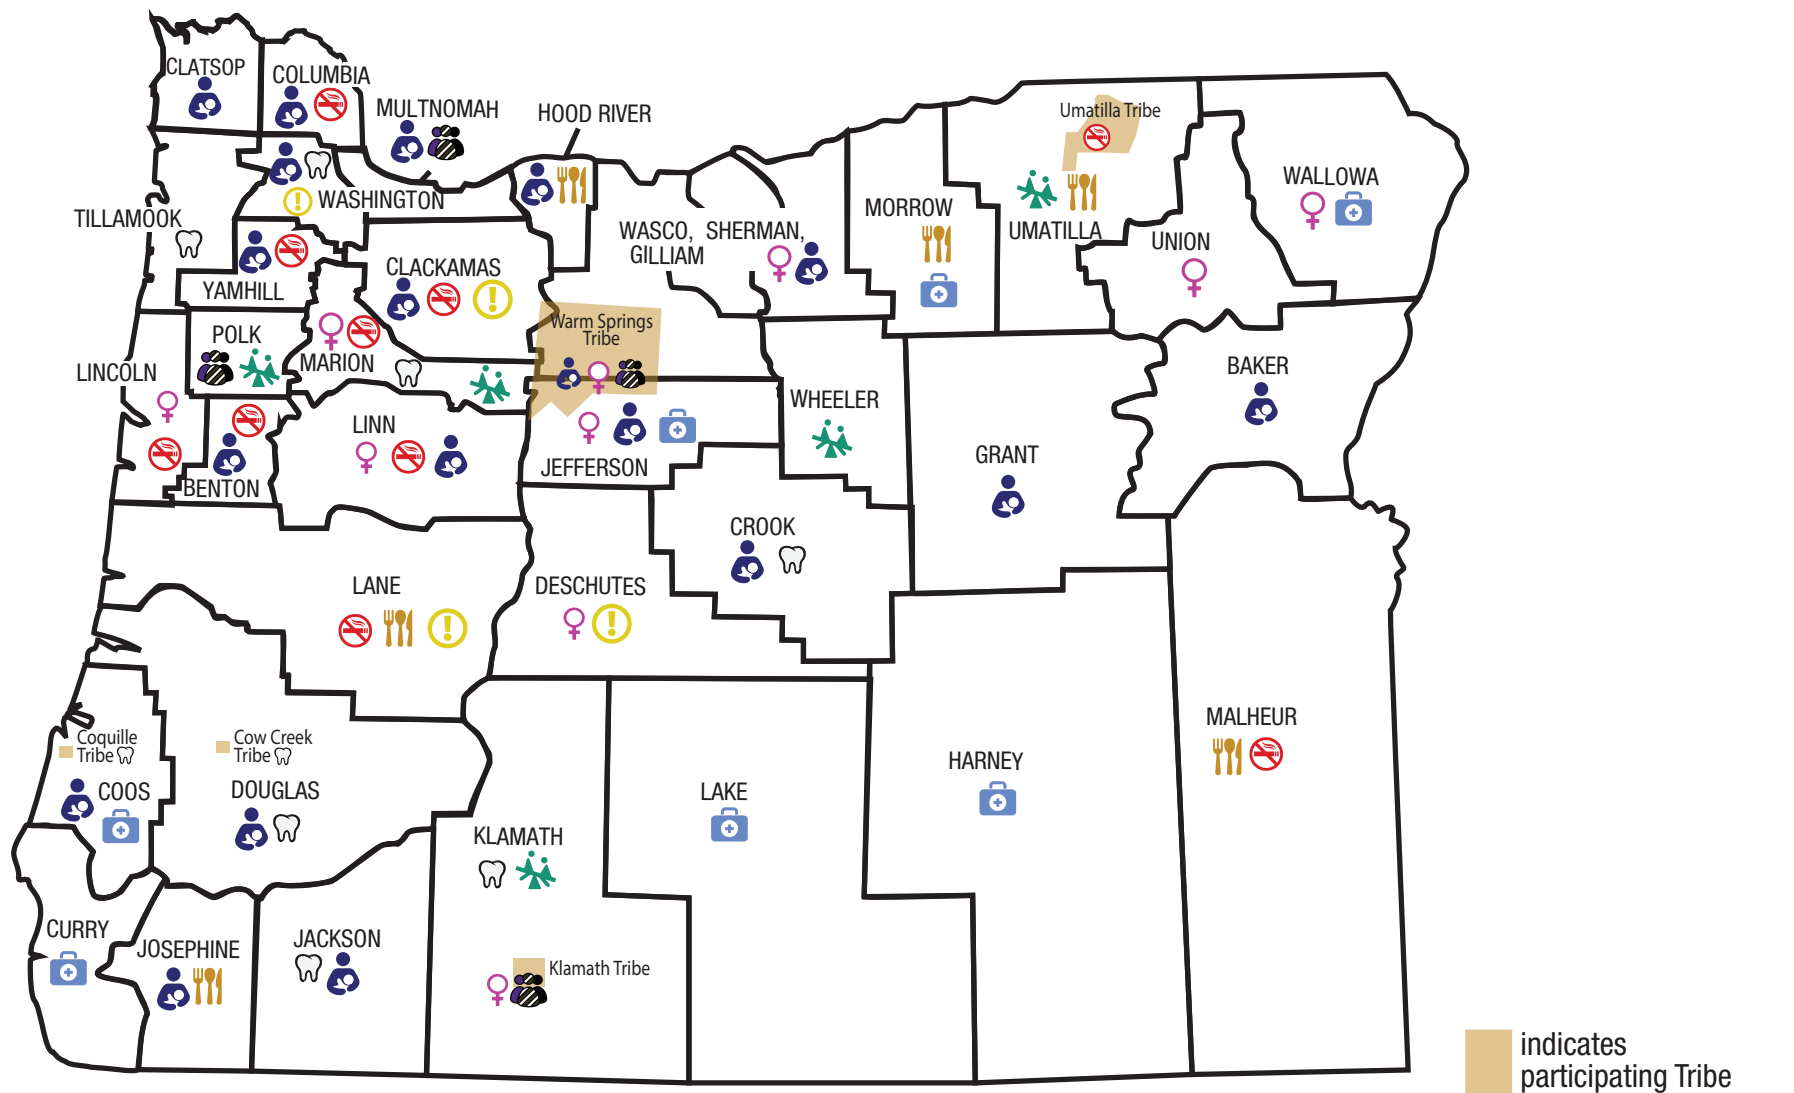 CLATSOP
COLUMBIA
MULTNOMAH
HOOD RIVER
Umatilla Tribe
WALLOWA
WASHINGTON
TILLAMOOK
MORROW
UMATILLA
UNION
WASCO, SHERMAN,
GILLIAM
CLACKAMAS
YAMHILL
Warm Springs
Tribe
POLK
MARION
LINCOLN
BAKER
WHEELER
LINN
JEFFERSON
GRANT
BENTON
CROOK
LANE
DESCHUTES
MALHEUR
Coquille
Tribe
Cow Creek
Tribe
HARNEY
COOS
DOUGLAS
LAKE
KLAMATH
CURRY
JOSEPHINE
JACKSON
Klamath Tribe
indicates
participating Tribe